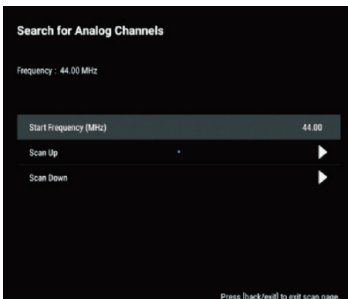 Search for Analog Channels
Frequency : 44.00 MHz
Start Frequency (MHz) 44.00
Scan Up
Scan Down
Press [back/exit] to exit scan page